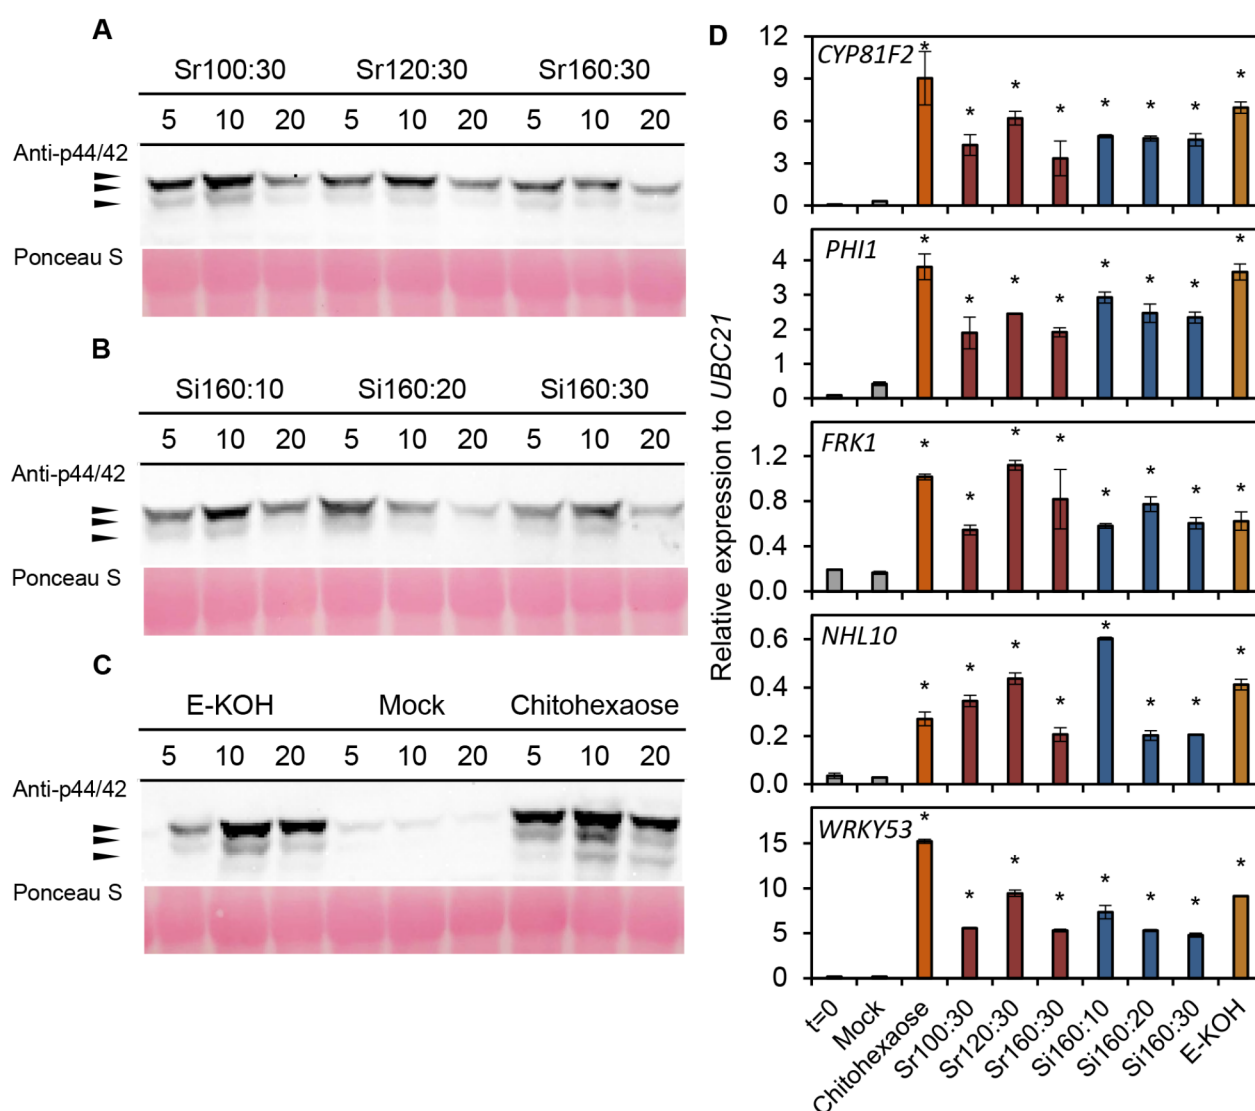 A
Sr100:30 Sr120:30 Sr160:30
5 10 20 5 10 20 5 10 20
Anti-p44/42
Ponceau S
B
Si160:10 Si160:20 Si160:30
5 10 20 5 10 20 5 10 20
Anti-p44/42
Ponceau S
C
E-KOH Mock Chitohexaose
5 10 20 5 10 20 5 10 20
Anti-p44/42
Ponceau S
D
Relative expression to UBC21
CYP81F2
12
9
6
3
0
* * * * * * * *
PHI1
4
3
2
1
0
* * * * * * * *
FRK1
1.2
0.8
0.4
0.0
* * * * * * * *
NHL10
0.6
0.4
0.2
0.0
* * * * * * * *
WRKY53
15
10
5
0
* * * * * * * *
t=0 Mock Chitohexaose Sr100:30 Sr120:30 Sr160:30 Si160:10 Si160:20 Si160:30 E-KOH